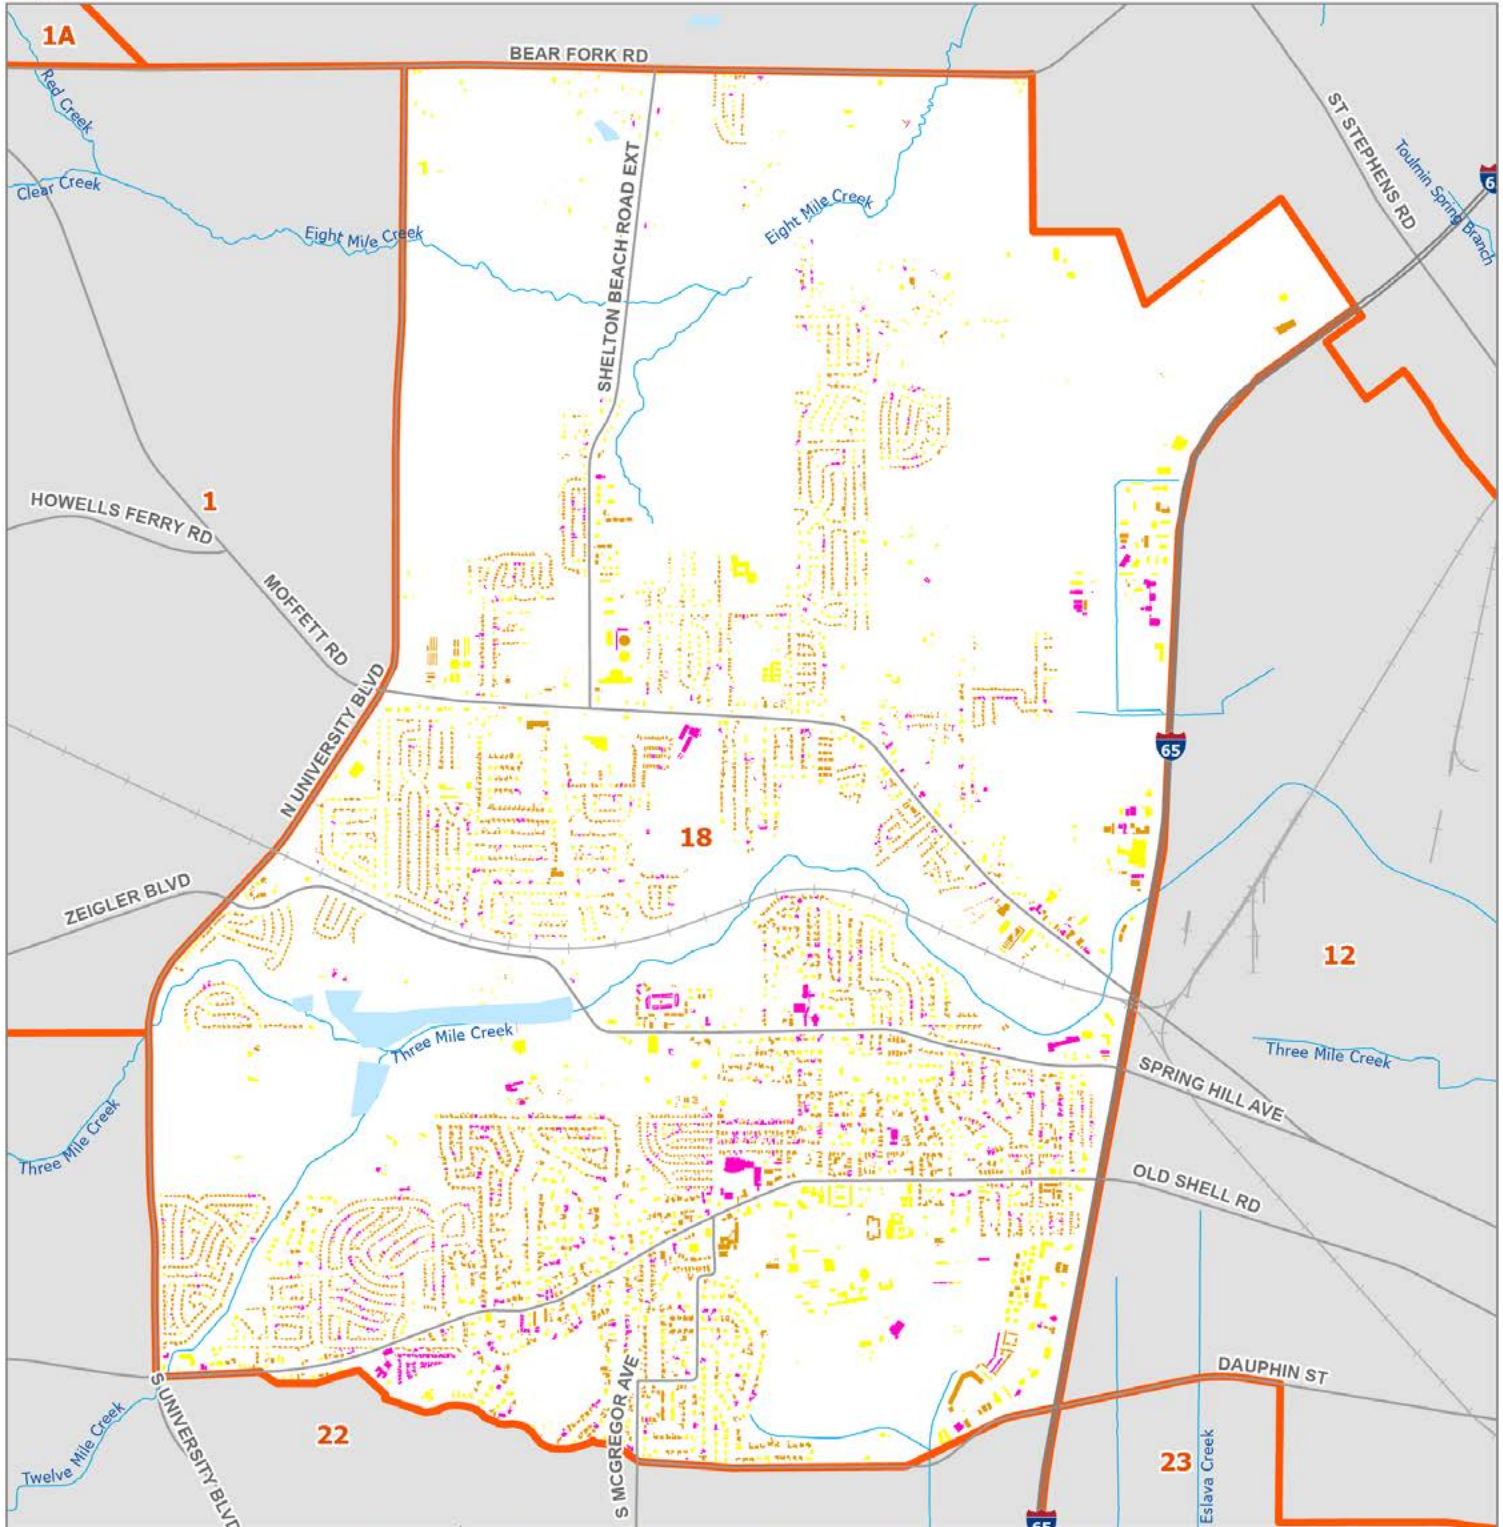 1A
BEAR FORK RD
Red Creek
ST STEPHENS RD
Toulmin Spring Branch
6
Clear Creek
Eight Mile Creek
Eight Mile Creek
SHELTON BEACH ROAD EXT
1
HOWELLS FERRY RD
MOFFETT RD
N UNIVERSITY BLVD
65
18
ZEIGLER BLVD
12
Three Mile Creek
Three Mile Creek
SPRING HILL AVE
Three Mile Creek
OLD SHELL RD
DAUPHIN ST
S UNIVERSITY BLVD
S MCGREGOR AVE
22
23
Twelve Mile Creek
Eslava Creek
65